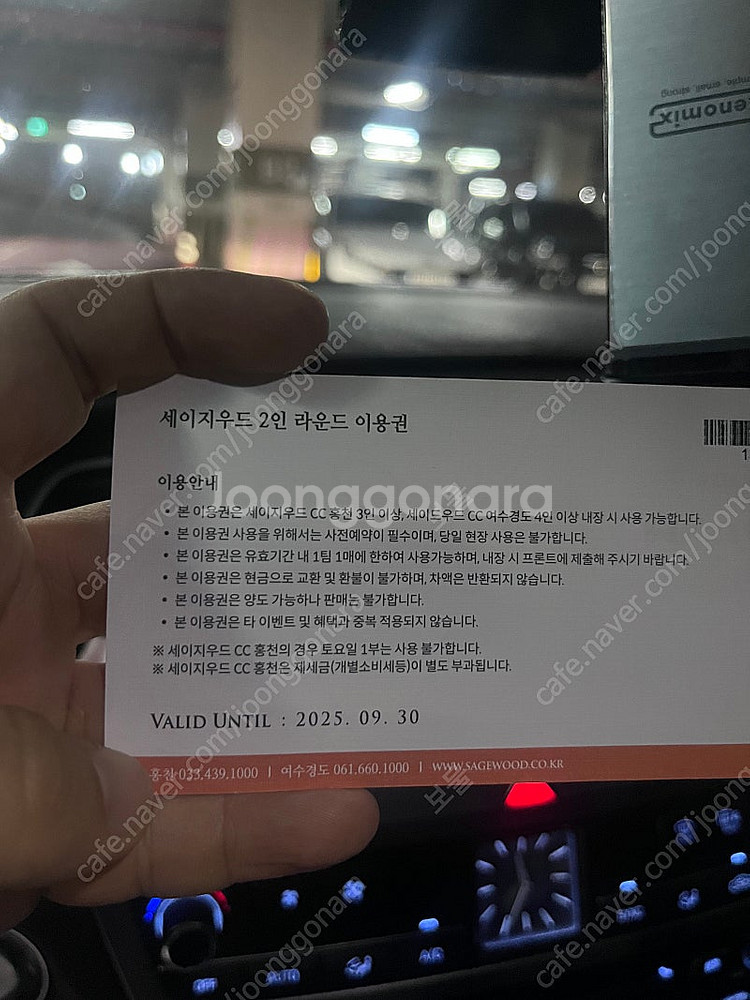 세이지우드 2인 라운드 이용권
이용안내
• 본 이용권은 세이지우드 CC 홍천 3인 이상, 세이드우드 CC 여수경도 4인 이상 내장 시 사용 가능합니다.
• 본 이용권 사용을 위해서는 사전예약이 필수이며, 당일 현장 사용은 불가합니다.
• 본 이용권은 유효기간 내 1팀 1매에 한하여 사용가능하며, 내장 시 프론트에 제출해 주시기 바랍니다.
• 본 이용권은 현금으로 교환 및 환불이 불가하며, 차액은 반환되지 않습니다.
• 본 이용권은 양도 가능하나 판매는 불가합니다.
• 본 이용권은 타 이벤트 및 혜택과 중복 적용되지 않습니다.
※ 세이지우드 CC 홍천의 경우 토요일 1부는 사용 불가합니다.
※ 세이지우드 CC 홍천은 제세금(개별소비세등)이 별도 부과됩니다.
VALID UNTIL : 2025. 09. 30
홍천 033.439.1000 | 여수경도 061.660.1000 | WWW.SAGEWOOD.CO.KR
enomix
Joonggonara
cafe.naver.com/joonggonara
AUTO